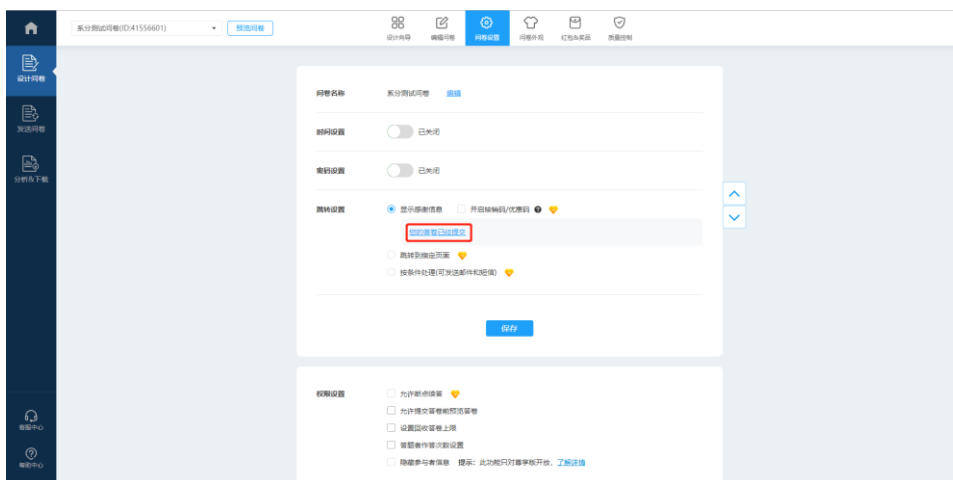 系分测试问卷(ID:41556601) 预览问卷
设计向导 编辑问卷 问卷设置 问卷外观 红包&奖品 质量控制
设计问卷
发送问卷
分析&下载
客服中心
帮助中心
问卷名称 系分测试问卷 编辑
时间设置 已关闭
密码设置 已关闭
跳转设置 显示感谢信息 开启核销码/优惠码
您的答卷已经提交
跳转到指定页面
按条件处理(可发送邮件和短信)
保存
权限设置 允许断点续答
允许提交答卷前预览答卷
设置回收答卷上限
答题者作答次数设置
隐藏参与者信息 提示：此功能只对尊享版开放，了解详情